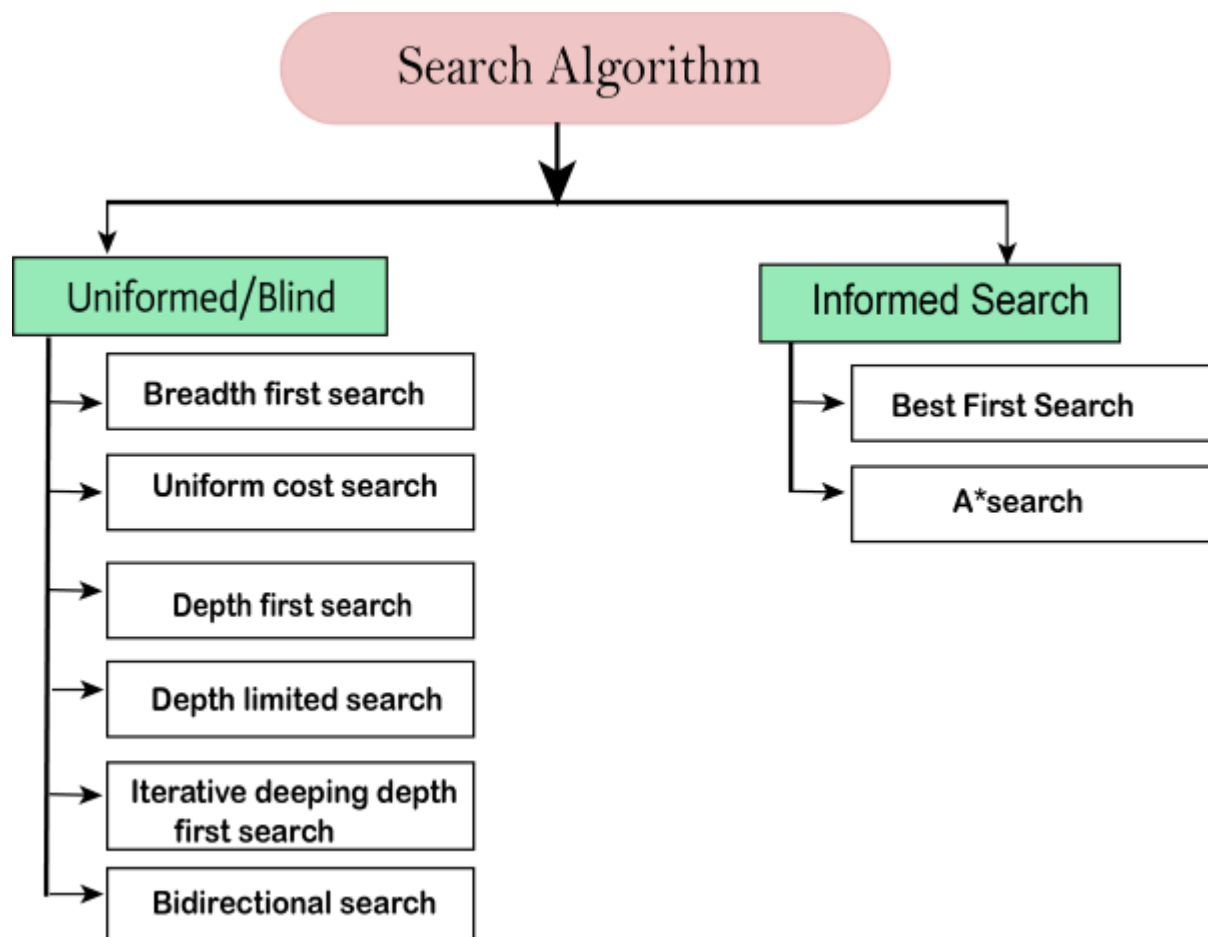 Search Algorithm
Uniformed/Blind
Breadth first search
Uniform cost search
Depth first search
Depth limited search
Iterative deeping depth
first search
Bidirectional search
Informed Search
Best First Search
A*search